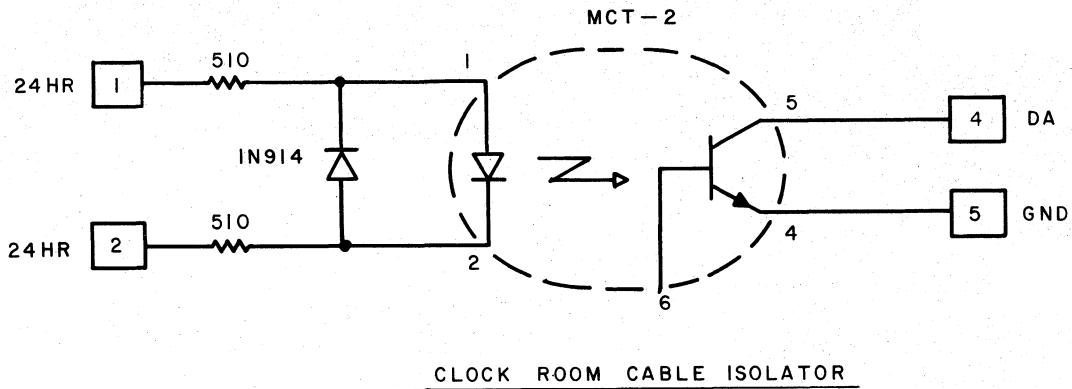 MCT-2
510
1
24HR 1
1N914
5
4 DA
510
24HR 2
2
4
5 GND
6
CLOCK ROOM CABLE ISOLATOR